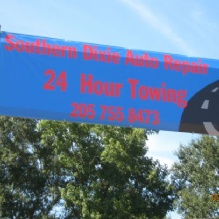 Southern Dixie Auto Repair
24 Hour Towing
205 755 8473